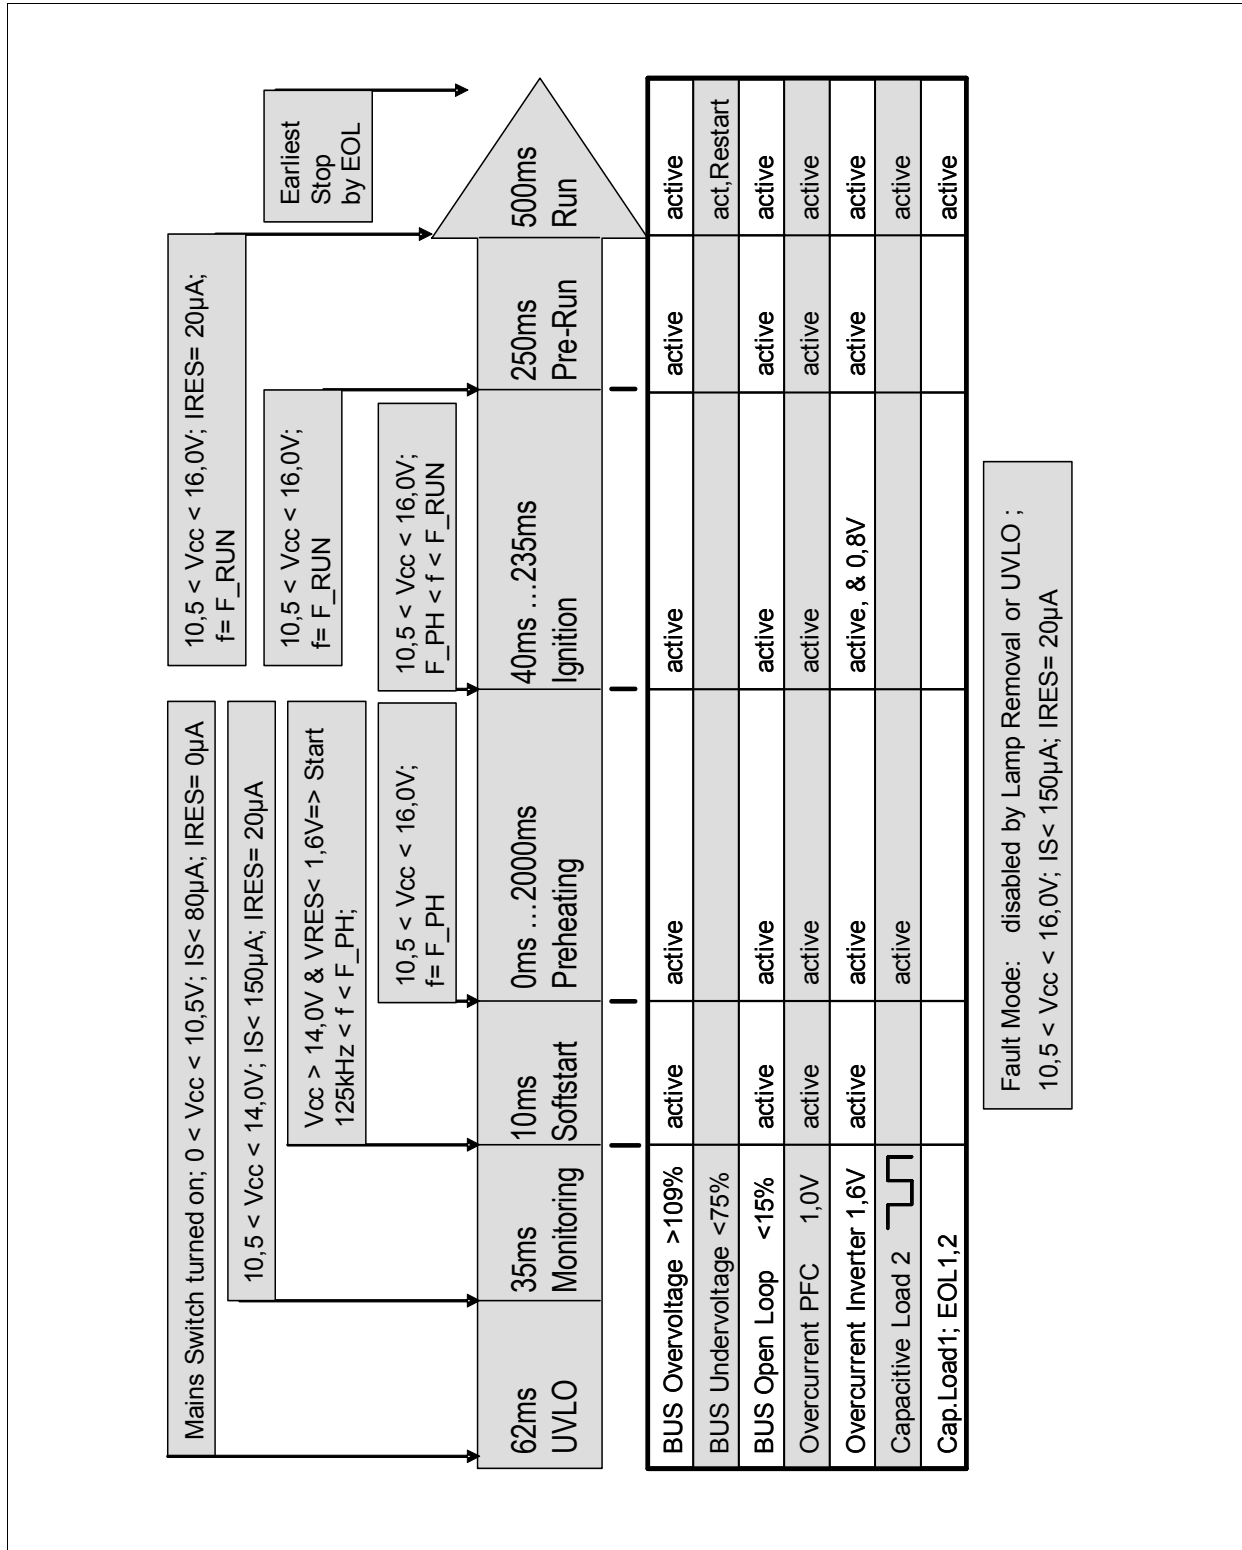 Mains Switch turned on; 0 < Vcc < 10,5V; IS< 80µA; IRES= 0µA
10,5 < Vcc < 14,0V; IS< 150µA; IRES= 20µA
Vcc > 14,0V & VRES< 1,6V=> Start
125kHz < f < F_PH;
10,5 < Vcc < 16,0V;
f= F_PH
10,5 < Vcc < 16,0V; IRES= 20µA;
f= F_RUN
10,5 < Vcc < 16,0V;
f= F_RUN
10,5 < Vcc < 16,0V;
F_PH < f < F_RUN
Earliest
Stop
by EOL
62ms
UVLO
35ms
Monitoring
10ms
Softstart
0ms ...2000ms
Preheating
40ms ...235ms
Ignition
250ms
Pre-Run
500ms
Run
BUS Overvoltage >109% active active active active active
BUS Undervoltage <75% act,Restart
BUS Open Loop <15% active active active active active
Overcurrent PFC 1,0V active active active active active
Overcurrent Inverter 1,6V active active active, & 0,8V active active
Capacitive Load 2 active active
Cap.Load1; EOL1,2 active
Fault Mode: disabled by Lamp Removal or UVLO ;
10,5 < Vcc < 16,0V; IS< 150µA; IRES= 20µA